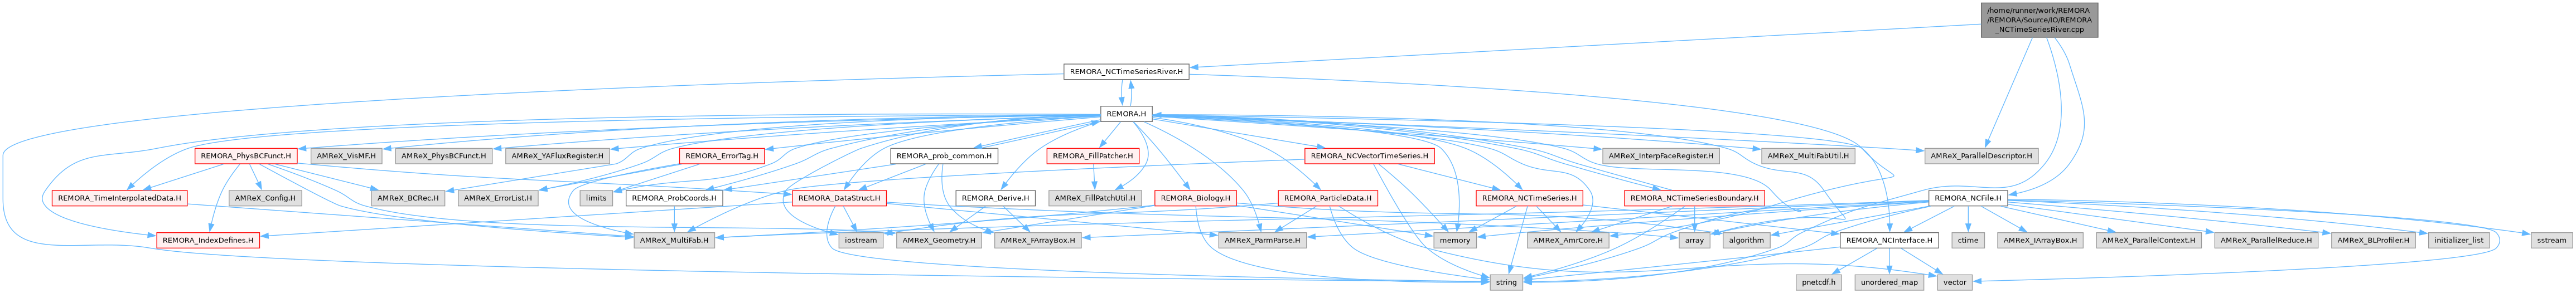 /home/runner/work/REMORA
/REMORA/Source/IO/REMORA
_NCTimeSeriesRiver.cpp
REMORA_NCTimeSeriesRiver.H
REMORA.H
REMORA_PhysBCFunct.H
AMReX_VisMF.H
AMReX_PhysBCFunct.H
AMReX_YAFluxRegister.H
REMORA_ErrorTag.H
REMORA_prob_common.H
REMORA_FillPatcher.H
REMORA_NCVectorTimeSeries.H
AMReX_InterpFaceRegister.H
AMReX_MultiFabUtil.H
AMReX_ParallelDescriptor.H
REMORA_TimeInterpolatedData.H
AMReX_Config.H
AMReX_BCRec.H
AMReX_ErrorList.H
limits
REMORA_ProbCoords.H
REMORA_DataStruct.H
REMORA_Derive.H
AMReX_FillPatchUtil.H
REMORA_Biology.H
REMORA_ParticleData.H
REMORA_NCTimeSeries.H
REMORA_NCTimeSeriesBoundary.H
REMORA_NCFile.H
REMORA_IndexDefines.H
AMReX_MultiFab.H
iostream
AMReX_Geometry.H
AMReX_FArrayBox.H
AMReX_ParmParse.H
memory
AMReX_AmrCore.H
array
algorithm
REMORA_NCInterface.H
ctime
AMReX_IArrayBox.H
AMReX_ParallelContext.H
AMReX_ParallelReduce.H
AMReX_BLProfiler.H
initializer_list
sstream
string
pnetcdf.h
unordered_map
vector